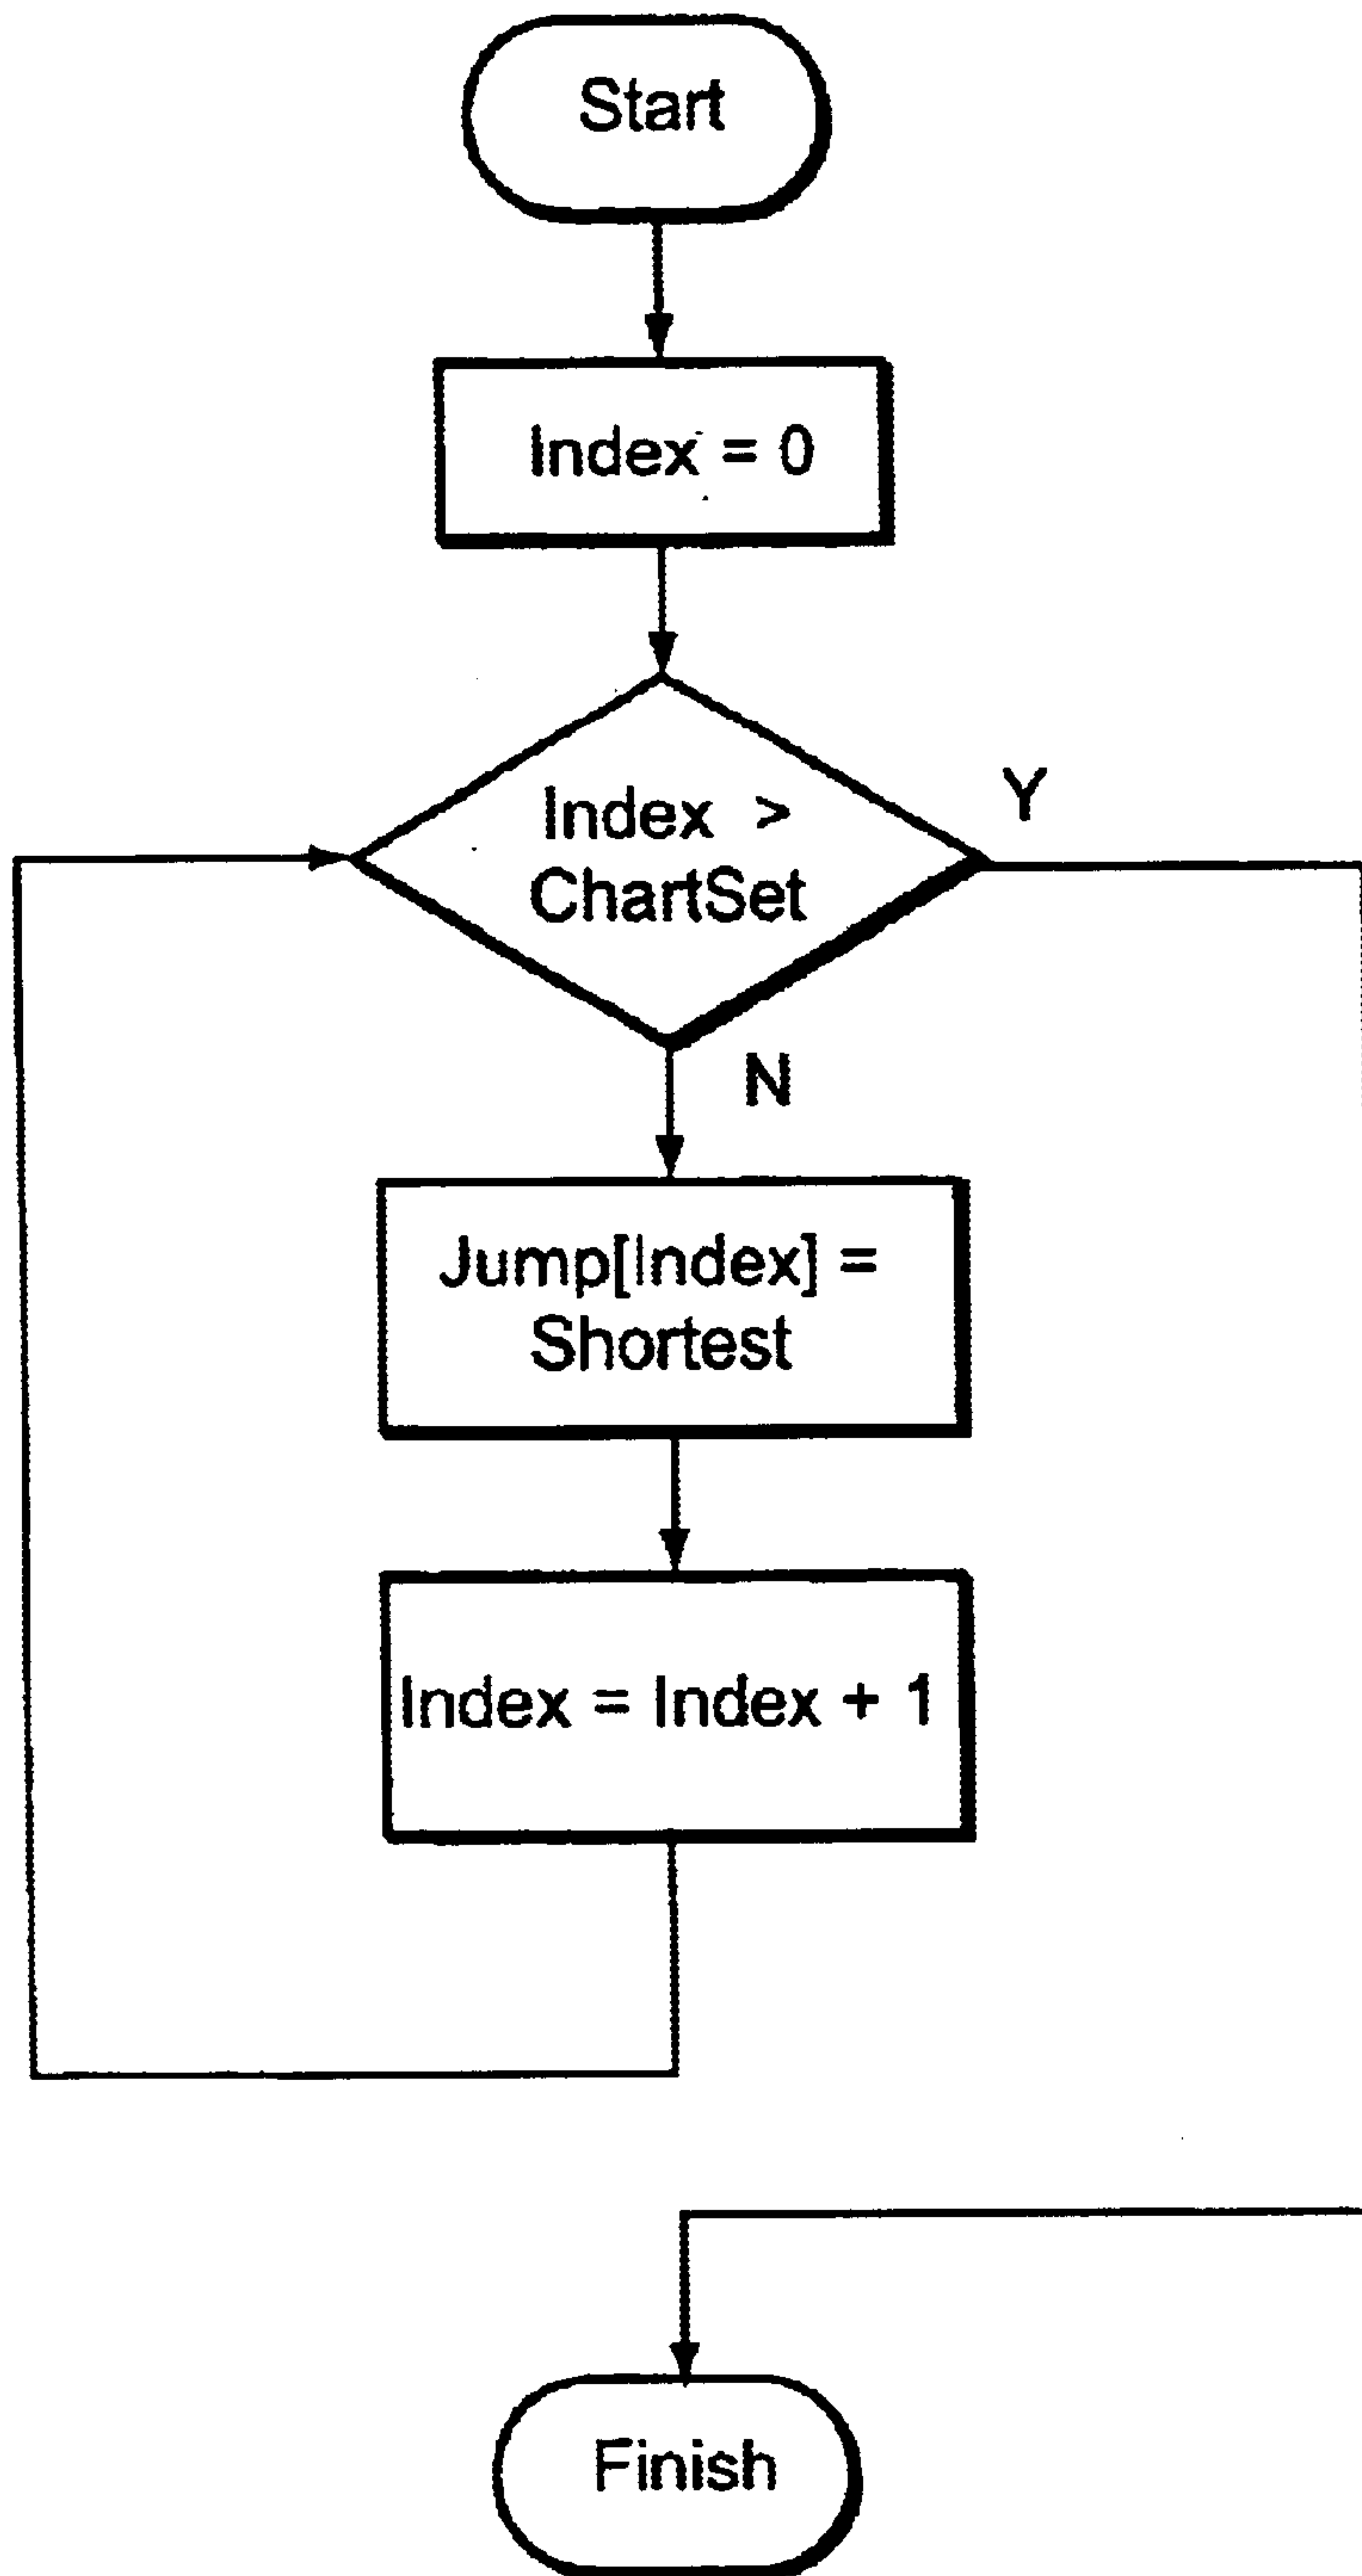 Start
Index = 0
Index >
ChartSet
Y
N
Jump[Index] =
Shortest
Index = Index + 1
Finish